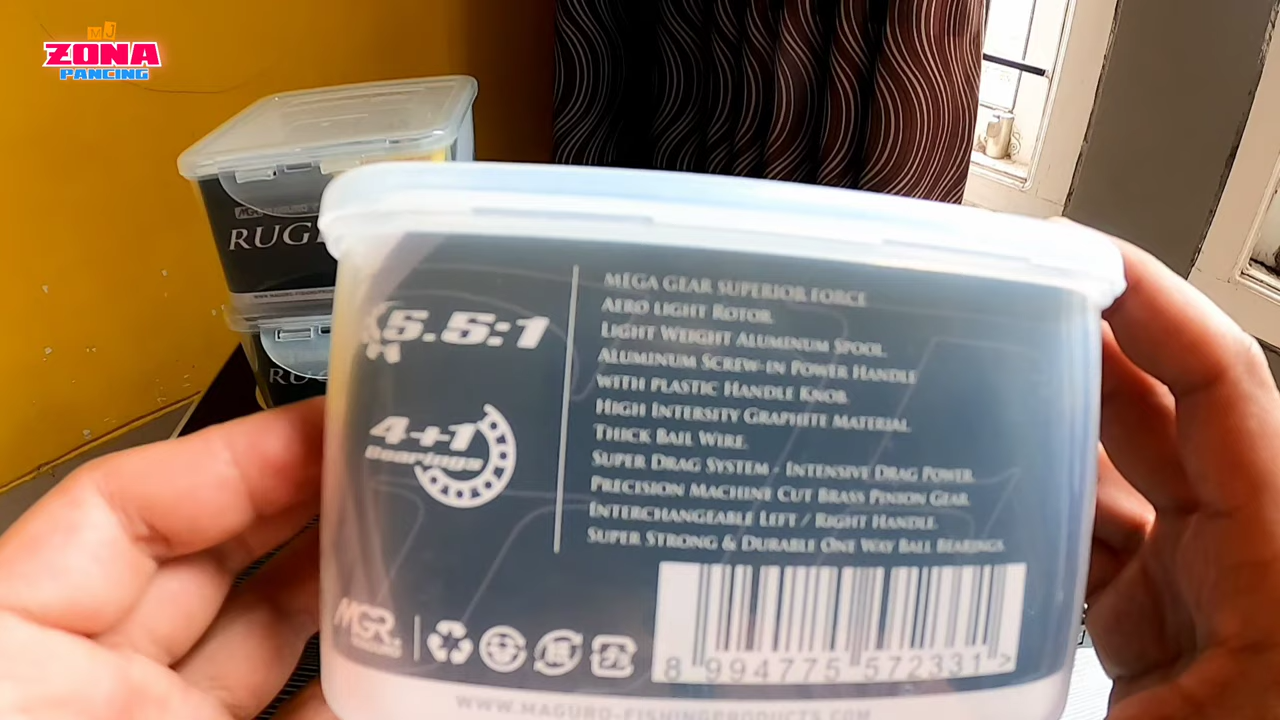 MJ
ZONA
PANCING
RUG
RU
5.5:1
4+1
Bearings
MEGA GEAR SUPERIOR FORCE
AERO LIGHT ROTOR
LIGHT WEIGHT ALUMINUM SPOOL
ALUMINUM SCREW-IN POWER HANDLE
WITH PLASTIC HANDLE KNOB
HIGH INTERSITY GRAPHITE MATERIAL
THICK BAIL WIRE
SUPER DRAG SYSTEM - INTENSIVE DRAG POWER
PRECISION MACHINE CUT BRASS PINION GEAR
INTERCHANGEABLE LEFT / RIGHT HANDLE
SUPER STRONG & DURABLE ONE WAY BALL BEARINGS
MGR
8 994775 572331 >
WWW.MAGURO-FISHINGPRODUCTS.COM